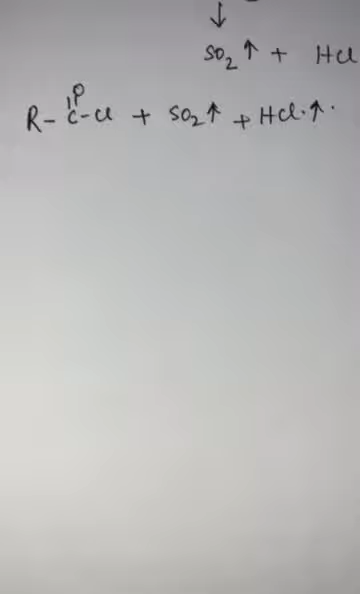 ↓
SO₂↑ + HCl
O
R-C-Cl + SO₂↑ + HCl.↑.